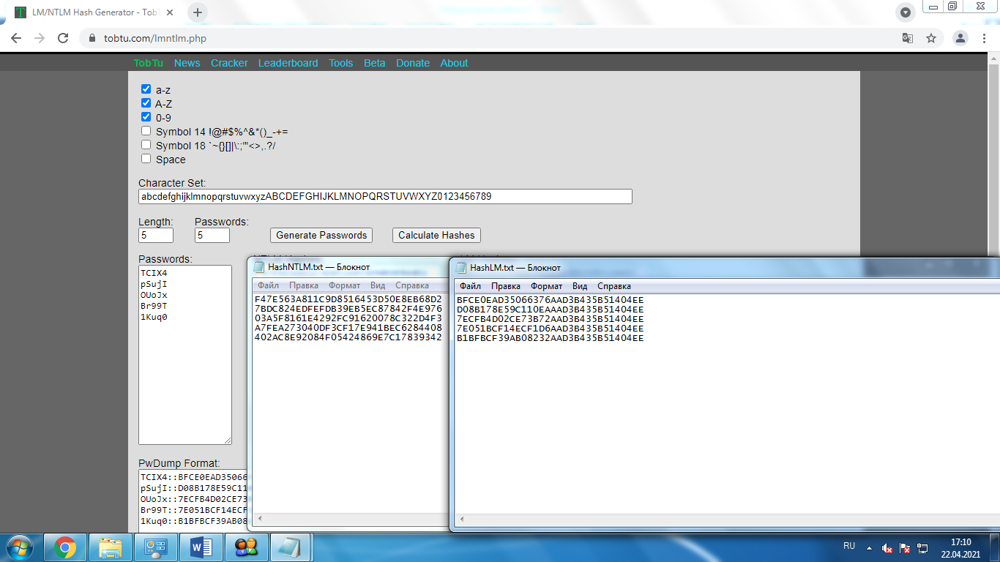 LM/NTLM Hash Generator - TobT
tobtu.com/lmntlm.php
TobTu News Cracker Leaderboard Tools Beta Donate About
a-z
A-Z
0-9
Symbol 14 !@#$%^&*()_-+=
Symbol 18 `~{}[]|\:;'"<>,.?/
Space
Character Set:
abcdefghijklmnopqrstuvwxyzABCDEFGHIJKLMNOPQRSTUVWXYZ0123456789
Length: Passwords:
5 5 Generate Passwords Calculate Hashes
Passwords:
TCIX4
pSujI
OUoJx
Br99T
1Kuq0
HashNTLM.txt — Блокнот
Файл Правка Формат Вид Справка
F47E563A811C9D8516453D50E8EB68D2
7BDC824EDFEFDB39EB5EC87842F4E976
03A5F8161E4292FC91620078C322D4F3
A7FEA273040DF3CF17E941BEC6284408
402AC8E92084F05424869E7C17839342
HashLM.txt — Блокнот
Файл Правка Формат Вид Справка
BFCE0EAD35066376AAD3B435B51404EE
D08B178E59C110EAAAD3B435B51404EE
7ECFB4D02CE73B72AAD3B435B51404EE
7E051BCF14ECF1D6AAD3B435B51404EE
B1BFBCF39AB08232AAD3B435B51404EE
PwDump Format:
TCIX4::BFCE0EAD35066
pSujI::D08B178E59C11
OUoJx::7ECFB4D02CE73
Br99T::7E051BCF14ECF
1Kuq0::B1BFBCF39AB08
RU
17:10
22.04.2021